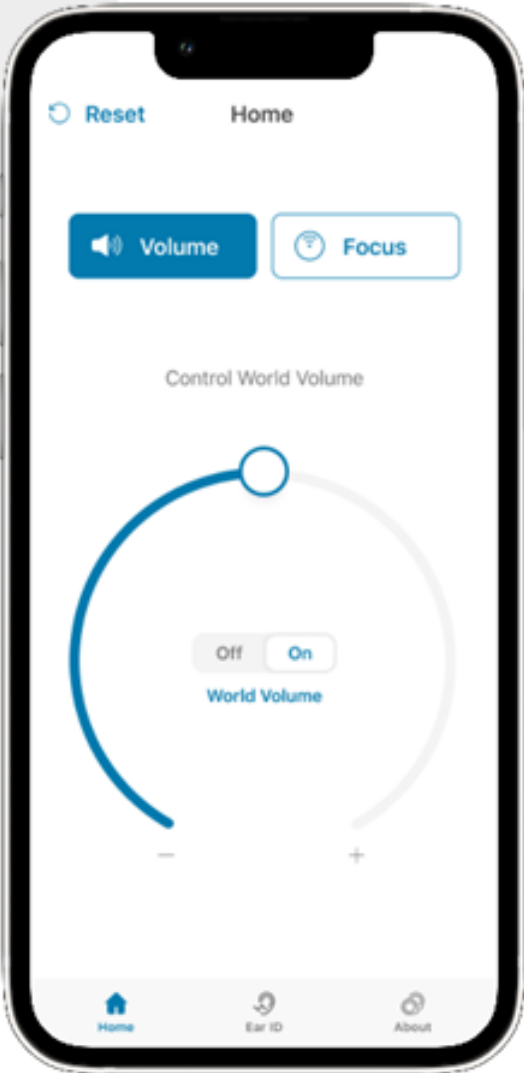 Reset Home
Volume Focus
Control World Volume
Off On
World Volume
− +
Home Ear ID About